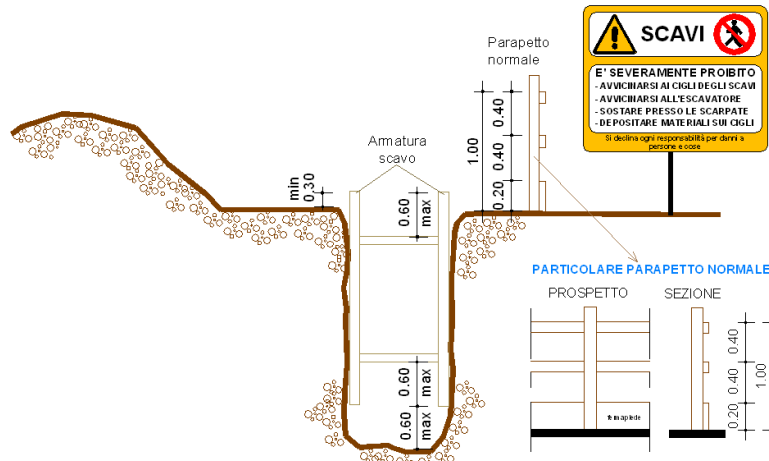 SCAVI
E' SEVERAMENTE PROIBITO
- AVVICINARSI AI CIGLI DEGLI SCAVI
- AVVICINARSI ALL'ESCAVATORE
- SOSTARE PRESSO LE SCARPATE
- DEPOSITARE MATERIALI SUI CIGLI
Si declina ogni responsabilità per danni a
persone e cose
Parapetto
normale
0.40
0.40
0.20
1.00
Armatura
scavo
min
0.30
0.60
max
0.60
max
0.60
max
PARTICOLARE PARAPETTO NORMALE
PROSPETTO
SEZIONE
0.40
0.40
0.20
1.00